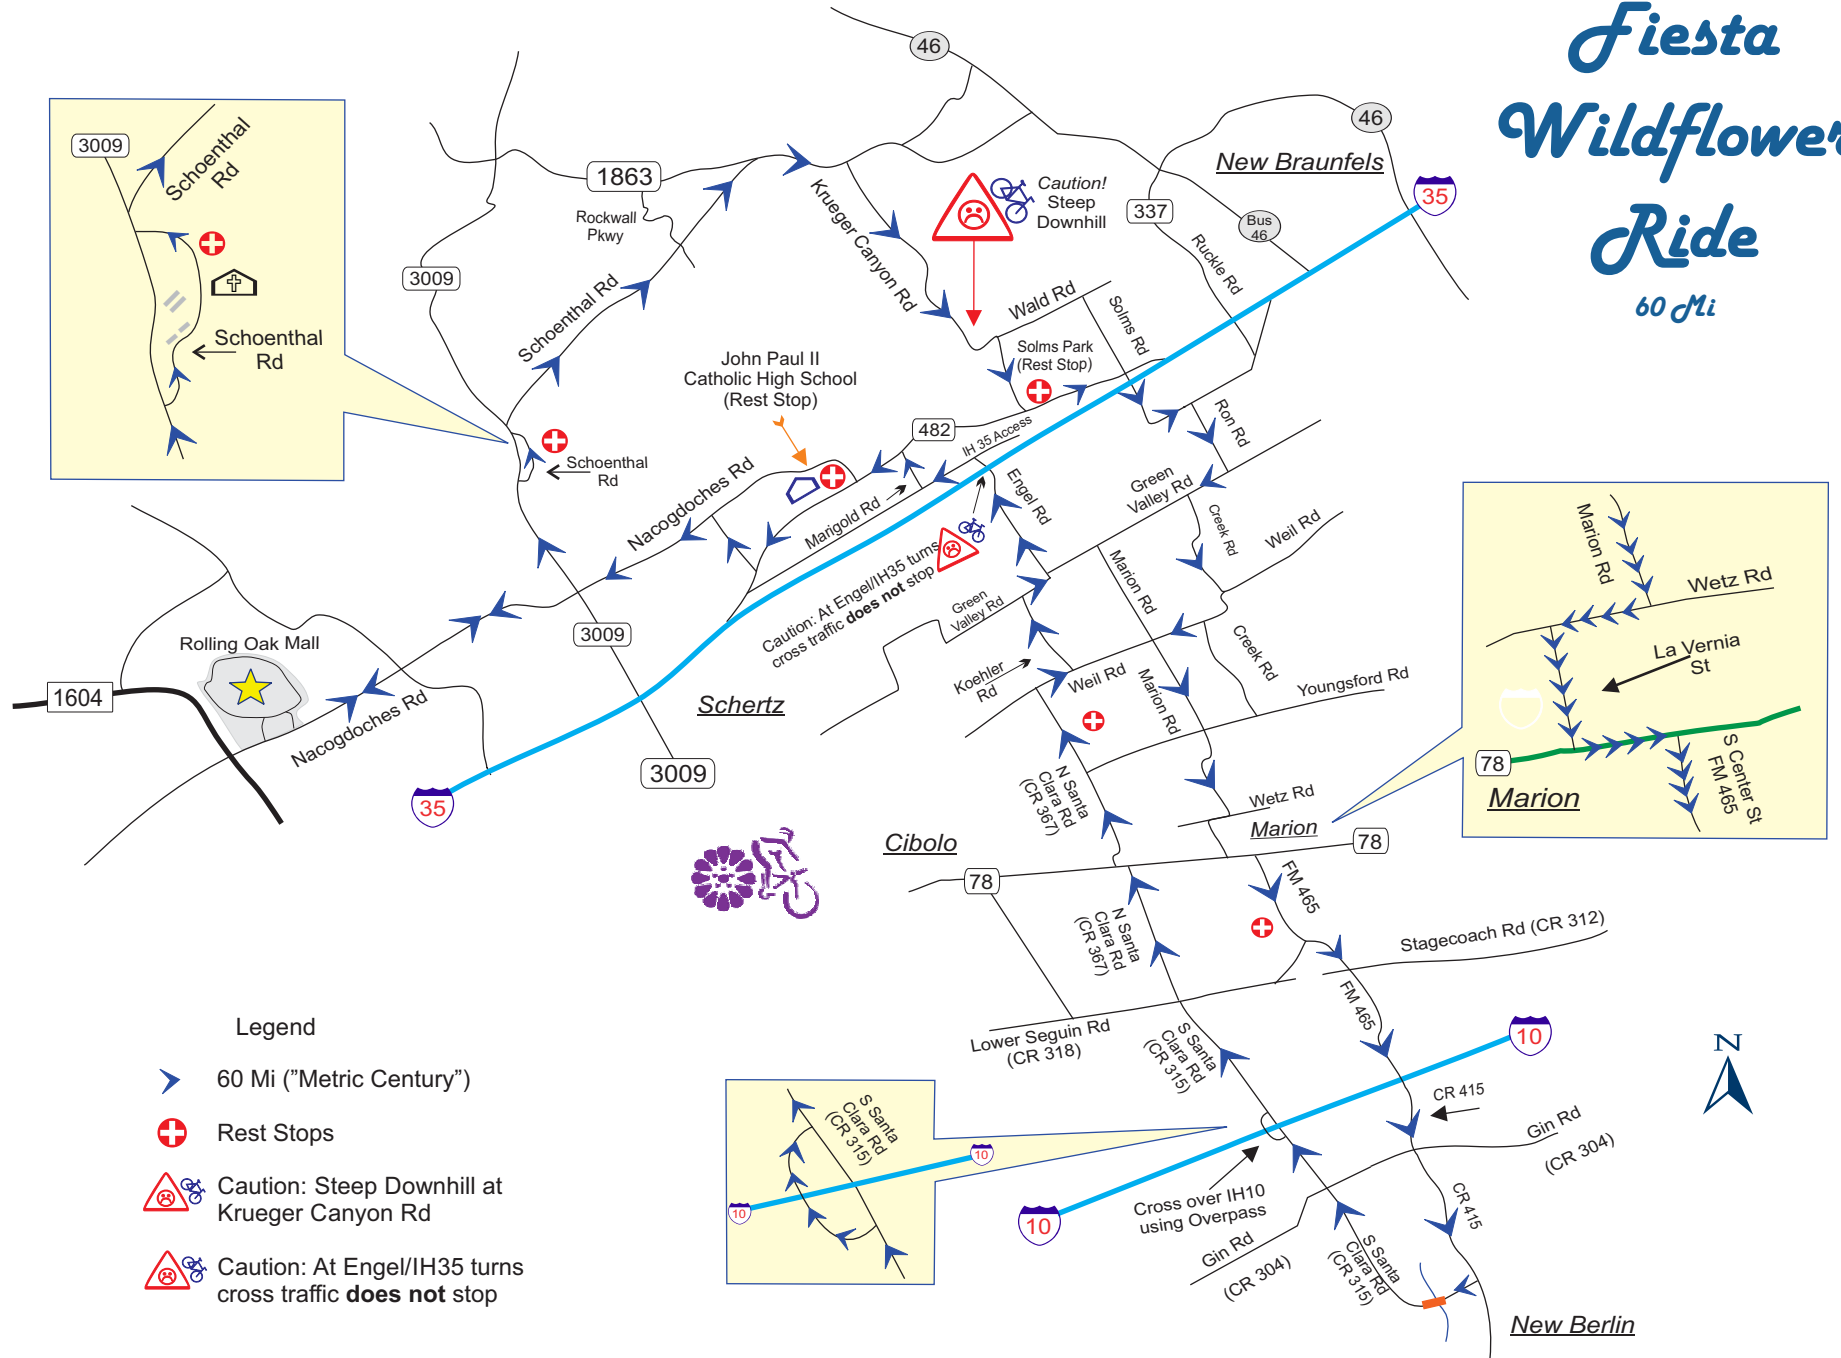 Fiesta
Wildflower
Ride
60 Mi
46
46
New Braunfels
35
337
Bus
46
Ruckle Rd
Caution!
Steep
Downhill
1863
Rockwall
Pkwy
3009
Schoenthal
Rd
Schoenthal
Rd
3009
Schoenthal Rd
Krueger Canyon Rd
Wald Rd
Solms Rd
Solms Park
(Rest Stop)
John Paul II
Catholic High School
(Rest Stop)
482
IH 35 Access
Ron Rd
Schoenthal
Rd
Nacogdoches Rd
Marigold Rd
Engel Rd
Green
Valley Rd
Creek Rd
Weil Rd
Caution: At Engel/IH35 turns
cross traffic does not stop
Green
Valley Rd
Marion Rd
Creek Rd
3009
Rolling Oak Mall
1604
Nacogdoches Rd
Schertz
Koehler
Rd
Weil Rd
Marion Rd
Youngsford Rd
3009
35
N Santa
Clara Rd
(CR 367)
Wetz Rd
Marion
78
Cibolo
78
FM 465
Marion Rd
Wetz Rd
La Vernia
St
78
Marion
S Center St
FM 465
N Santa
Clara Rd
(CR 367)
Stagecoach Rd (CR 312)
FM 465
Lower Seguin Rd
(CR 318)
S Santa
Clara Rd
(CR 315)
10
CR 415
Gin Rd
(CR 304)
N
Legend
60 Mi (”Metric Century”)
Rest Stops
Caution: Steep Downhill at
Krueger Canyon Rd
Caution: At Engel/IH35 turns
cross traffic does not stop
S Santa
Clara Rd
(CR 315)
10
10
10
Cross over IH10
using Overpass
Gin Rd
(CR 304)
S Santa
Clara Rd
(CR 315)
CR 415
New Berlin